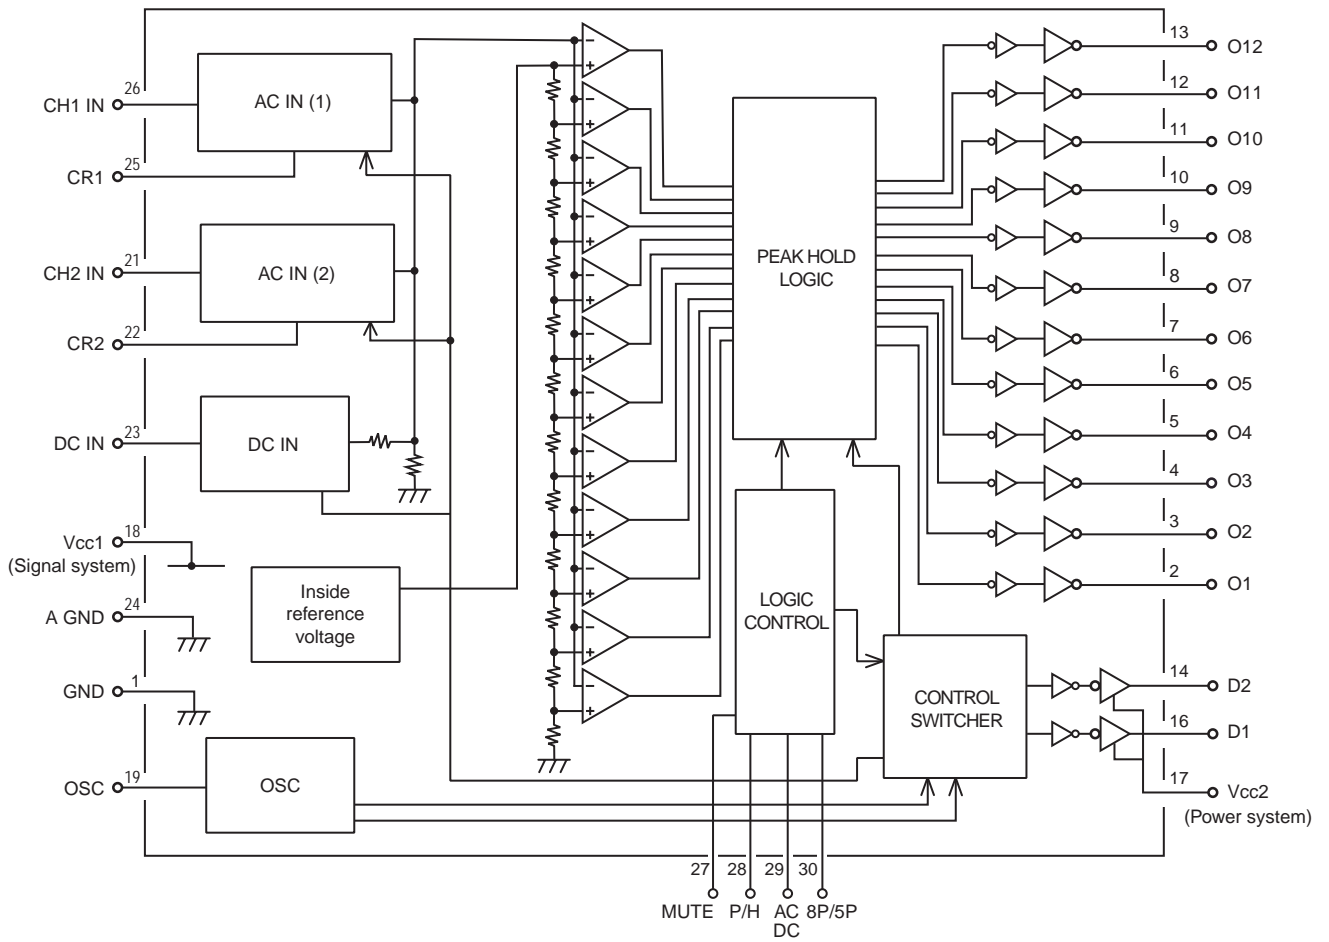 26
CH1 IN
AC IN (1)
25
CR1
21
CH2 IN
AC IN (2)
22
CR2
23
DC IN
DC IN
18
Vcc1
(Signal system)
24
A GND
1
GND
19
OSC
OSC
Inside
reference
voltage
−
+
−
+
−
+
−
+
−
+
−
+
−
+
−
+
−
+
−
+
−
+
−
+
PEAK HOLD
LOGIC
LOGIC
CONTROL
CONTROL
SWITCHER
13
O12
12
O11
11
O10
10
O9
9
O8
8
O7
7
O6
6
O5
5
O4
4
O3
3
O2
2
O1
14
D2
16
D1
17
Vcc2
(Power system)
27 28 29 30
MUTE P/H AC 8P/5P
DC